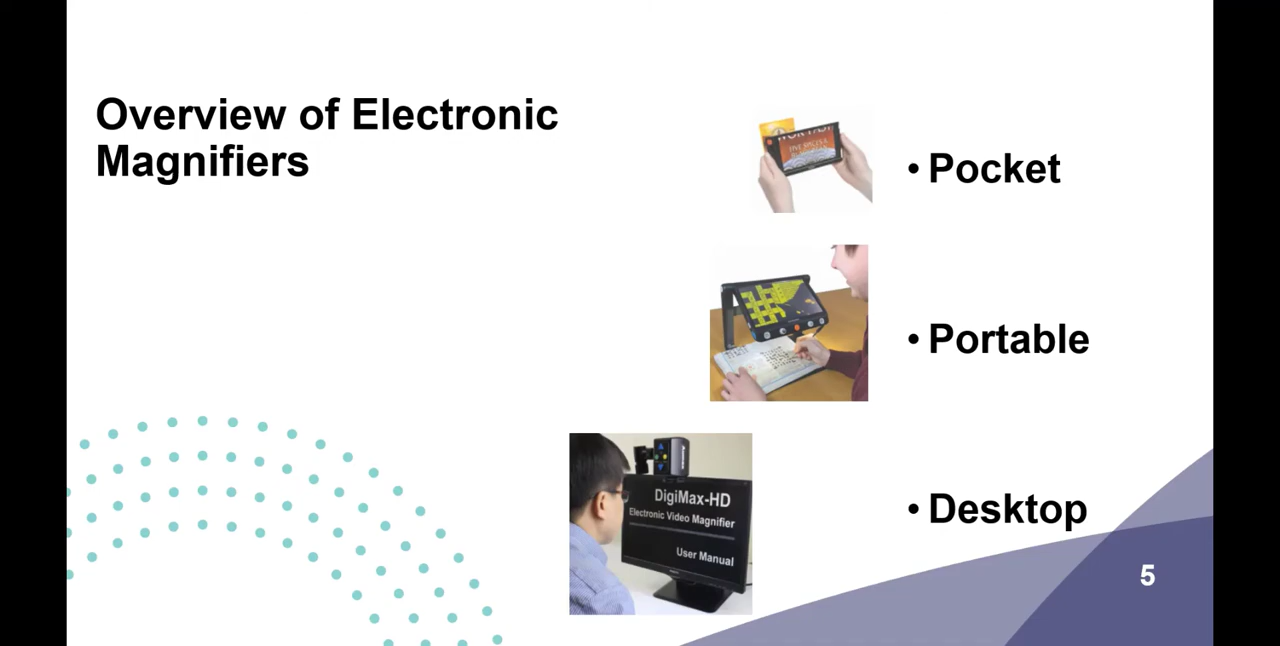 Overview of Electronic
Magnifiers
• Pocket
• Portable
• Desktop
DigiMax-HD
Electronic Video Magnifier
User Manual
5